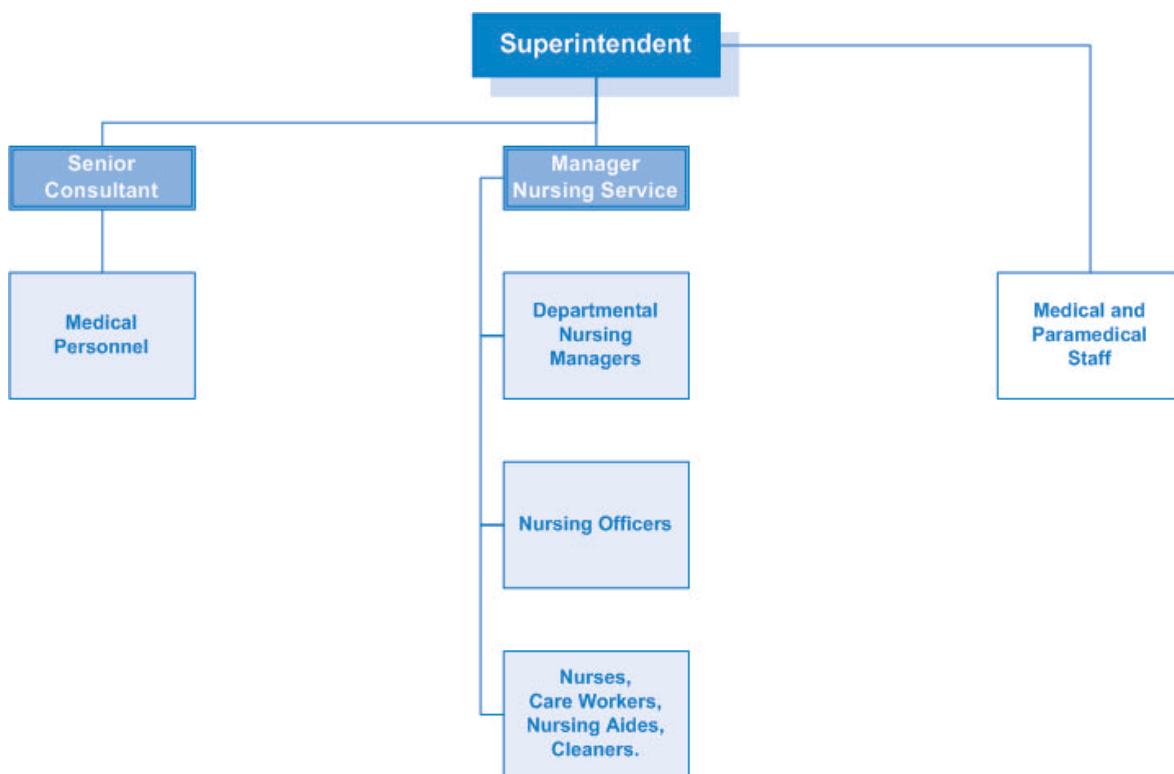 Superintendent
Senior
Consultant
Manager
Nursing Service
Medical
Personnel
Departmental
Nursing
Managers
Medical and
Paramedical
Staff
Nursing Officers
Nurses,
Care Workers,
Nursing Aides,
Cleaners.